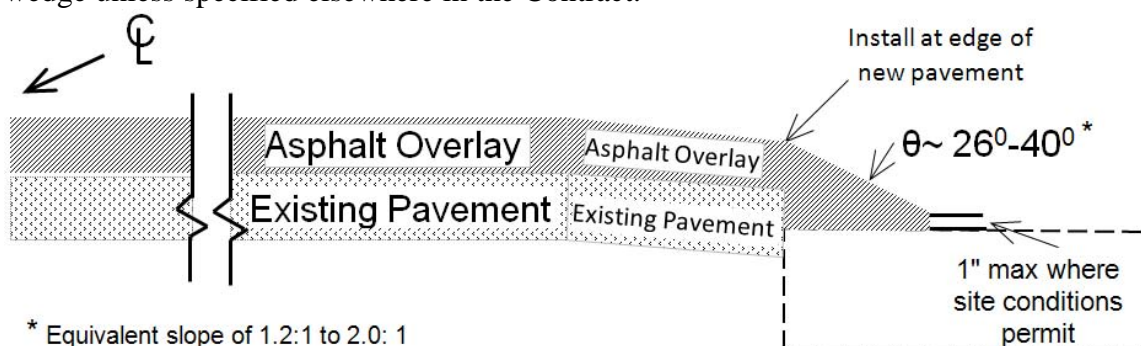 wedge unless specified elsewhere in the Contract.
℄
Install at edge of
new pavement
Asphalt Overlay
Asphalt Overlay
θ~ 26⁰-40⁰ *
Existing Pavement
Existing Pavement
1" max where
site conditions
permit
* Equivalent slope of 1.2:1 to 2.0: 1